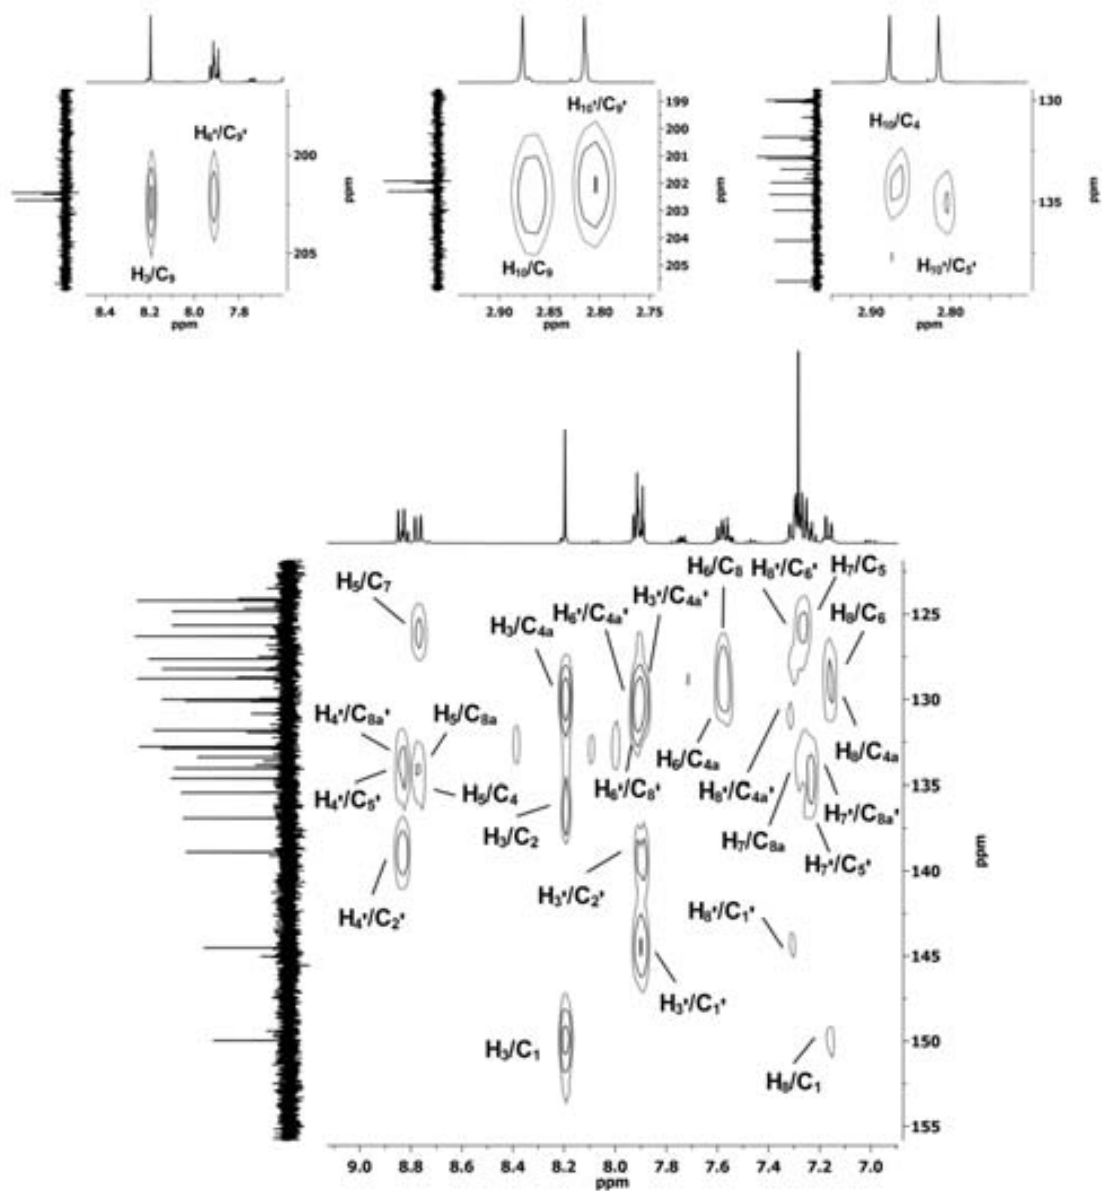 H6'/C9'
H3/C9
200
205
ppm
8.4 8.2 8.0 7.8
ppm
H10'/C9'
H10/C9
199
200
201
202
203
204
205
ppm
2.90 2.85 2.80 2.75
ppm
H10/C4
H10'/C5'
130
135
ppm
2.90 2.80
ppm
H5/C7
H3/C4a
H6'/C4a'
H3'/C4a'
H6/C8
H8'/C6'
H7/C5
H8/C6
H4'/C8a'
H5/C8a
H4'/C5'
H5/C4
H3/C2
H6'/C8'
H6/C4a
H8'/C4a'
H8/C4a
H7/C8a
H7'/C8a'
H7'/C5'
H4'/C2'
H3'/C2'
H8'/C1'
H3'/C1'
H3/C1
H8/C1
125
130
135
140
145
150
155
ppm
9.0 8.8 8.6 8.4 8.2 8.0 7.8 7.6 7.4 7.2 7.0
ppm